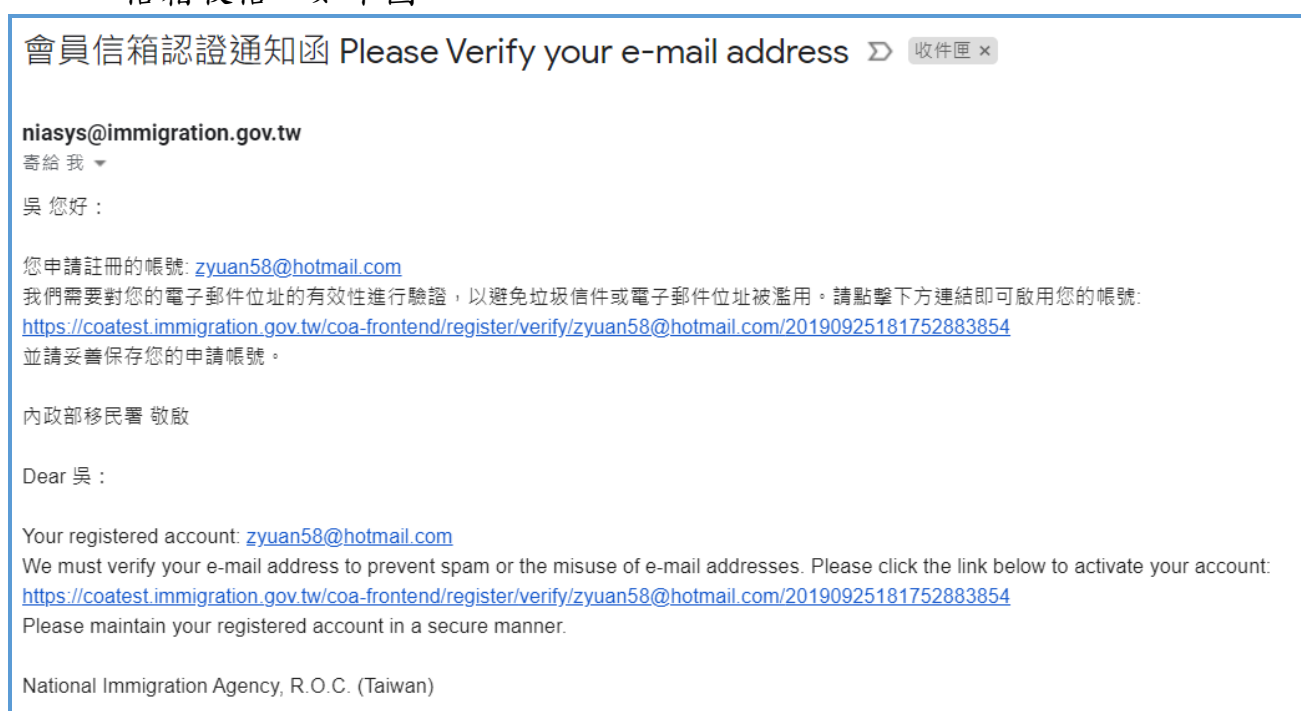 會員信箱認證通知函 Please Verify your e-mail address 收件匣 ×
niasys@immigration.gov.tw
寄給 我
吳 您好：
您申請註冊的帳號: zyuan58@hotmail.com
我們需要對您的電子郵件位址的有效性進行驗證，以避免垃圾信件或電子郵件位址被濫用。請點擊下方連結即可啟用您的帳號:
https://coatest.immigration.gov.tw/coa-frontend/register/verify/zyuan58@hotmail.com/20190925181752883854
並請妥善保存您的申請帳號。
內政部移民署 敬啟
Dear 吳：
Your registered account: zyuan58@hotmail.com
We must verify your e-mail address to prevent spam or the misuse of e-mail addresses. Please click the link below to activate your account:
https://coatest.immigration.gov.tw/coa-frontend/register/verify/zyuan58@hotmail.com/20190925181752883854
Please maintain your registered account in a secure manner.
National Immigration Agency, R.O.C. (Taiwan)